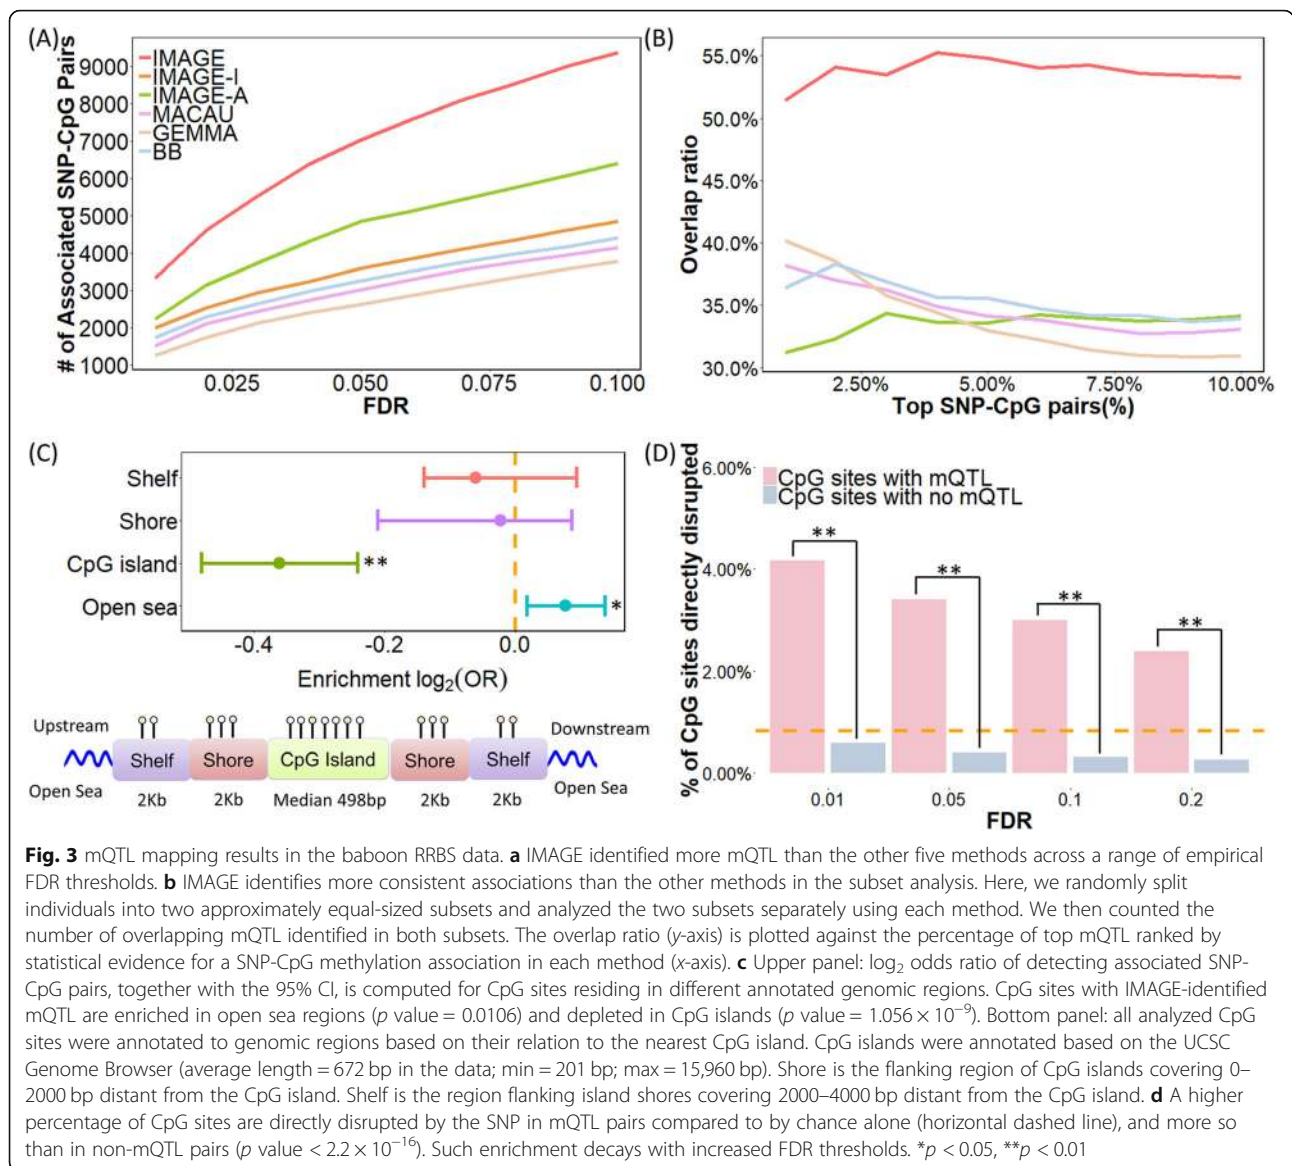 (A)
# of Associated SNP-CpG Pairs
9000
8000
7000
6000
5000
4000
3000
2000
1000
IMAGE
IMAGE-I
IMAGE-A
MACAU
GEMMA
BB
0.025
0.050
0.075
0.100
FDR
(B)
Overlap ratio
55.0%
50.0%
45.0%
40.0%
35.0%
30.0%
2.50%
5.00%
7.50%
10.00%
Top SNP-CpG pairs(%)
(C)
Shelf
Shore
CpG island
Open sea
**
*
-0.4
-0.2
0.0
Enrichment log₂(OR)
Upstream
Downstream
Shelf
Shore
CpG Island
Shore
Shelf
Open Sea
2Kb
2Kb
Median 498bp
2Kb
2Kb
Open Sea
(D)
% of CpG sites directly disrupted
6.00%
4.00%
2.00%
0.00%
CpG sites with mQTL
CpG sites with no mQTL
**
**
**
**
0.01
0.05
0.1
0.2
FDR
Fig. 3 mQTL mapping results in the baboon RRBS data. a IMAGE identified more mQTL than the other five methods across a range of empirical
FDR thresholds. b IMAGE identifies more consistent associations than the other methods in the subset analysis. Here, we randomly split
individuals into two approximately equal-sized subsets and analyzed the two subsets separately using each method. We then counted the
number of overlapping mQTL identified in both subsets. The overlap ratio (y-axis) is plotted against the percentage of top mQTL ranked by
statistical evidence for a SNP-CpG methylation association in each method (x-axis). c Upper panel: log₂ odds ratio of detecting associated SNP-
CpG pairs, together with the 95% CI, is computed for CpG sites residing in different annotated genomic regions. CpG sites with IMAGE-identified
mQTL are enriched in open sea regions (p value = 0.0106) and depleted in CpG islands (p value = 1.056 × 10⁻⁹). Bottom panel: all analyzed CpG
sites were annotated to genomic regions based on their relation to the nearest CpG island. CpG islands were annotated based on the UCSC
Genome Browser (average length = 672 bp in the data; min = 201 bp; max = 15,960 bp). Shore is the flanking region of CpG islands covering 0–
2000 bp distant from the CpG island. Shelf is the region flanking island shores covering 2000–4000 bp distant from the CpG island. d A higher
percentage of CpG sites are directly disrupted by the SNP in mQTL pairs compared to by chance alone (horizontal dashed line), and more so
than in non-mQTL pairs (p value < 2.2 × 10⁻¹⁶). Such enrichment decays with increased FDR thresholds. *p < 0.05, **p < 0.01